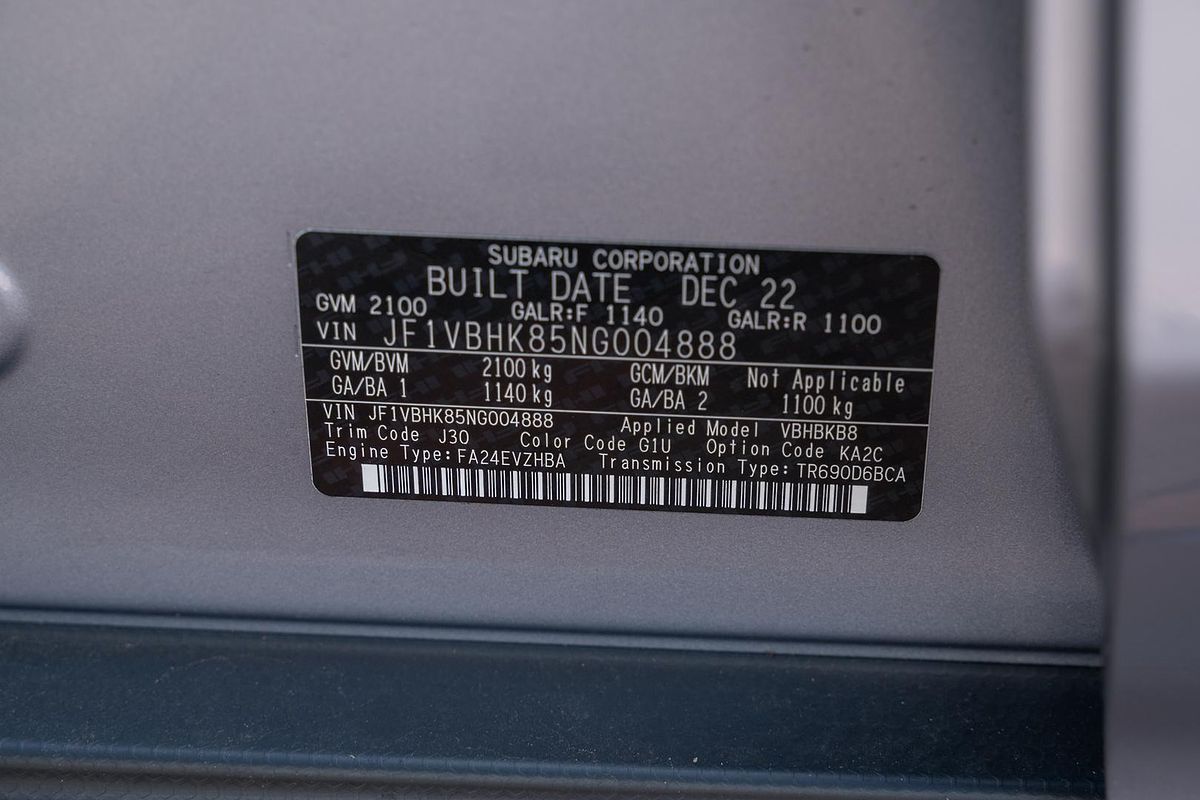 SUBARU CORPORATION
BUILT DATE DEC 22
GVM 2100 GALR:F 1140 GALR:R 1100
VIN JF1VBHK85NG004888
GVM/BVM 2100 kg GCM/BKM Not Applicable
GA/BA 1 1140 kg GA/BA 2 1100 kg
VIN JF1VBHK85NG004888 Applied Model VBHBKB8
Trim Code J30 Color Code G1U Option Code KA2C
Engine Type:FA24EVZHBA Transmission Type:TR690D6BCA